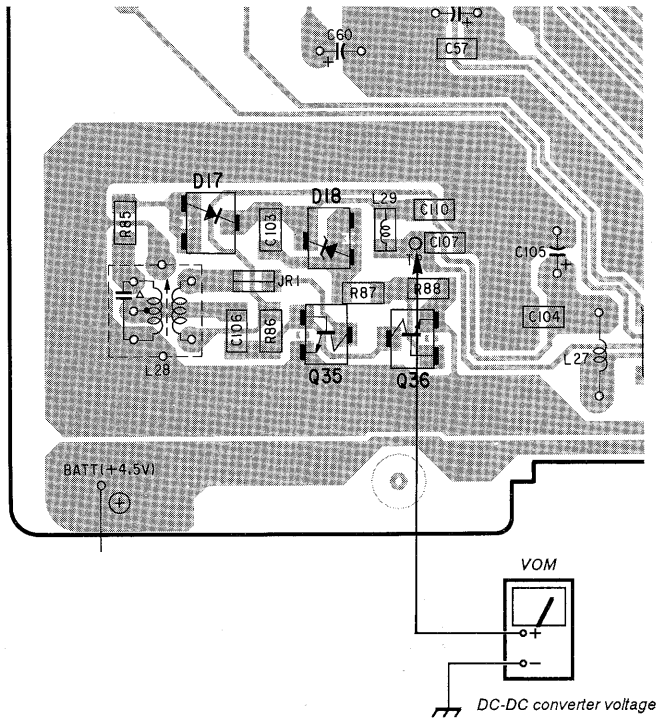 C60
C57
D17
D18
L29
R85
C103
C110
C107
TP
C105
JR1
R87
R88
C106
R86
C104
L28
Q35
Q36
L27
BATT(+4.5V)
VOM
+
−
DC-DC converter voltage